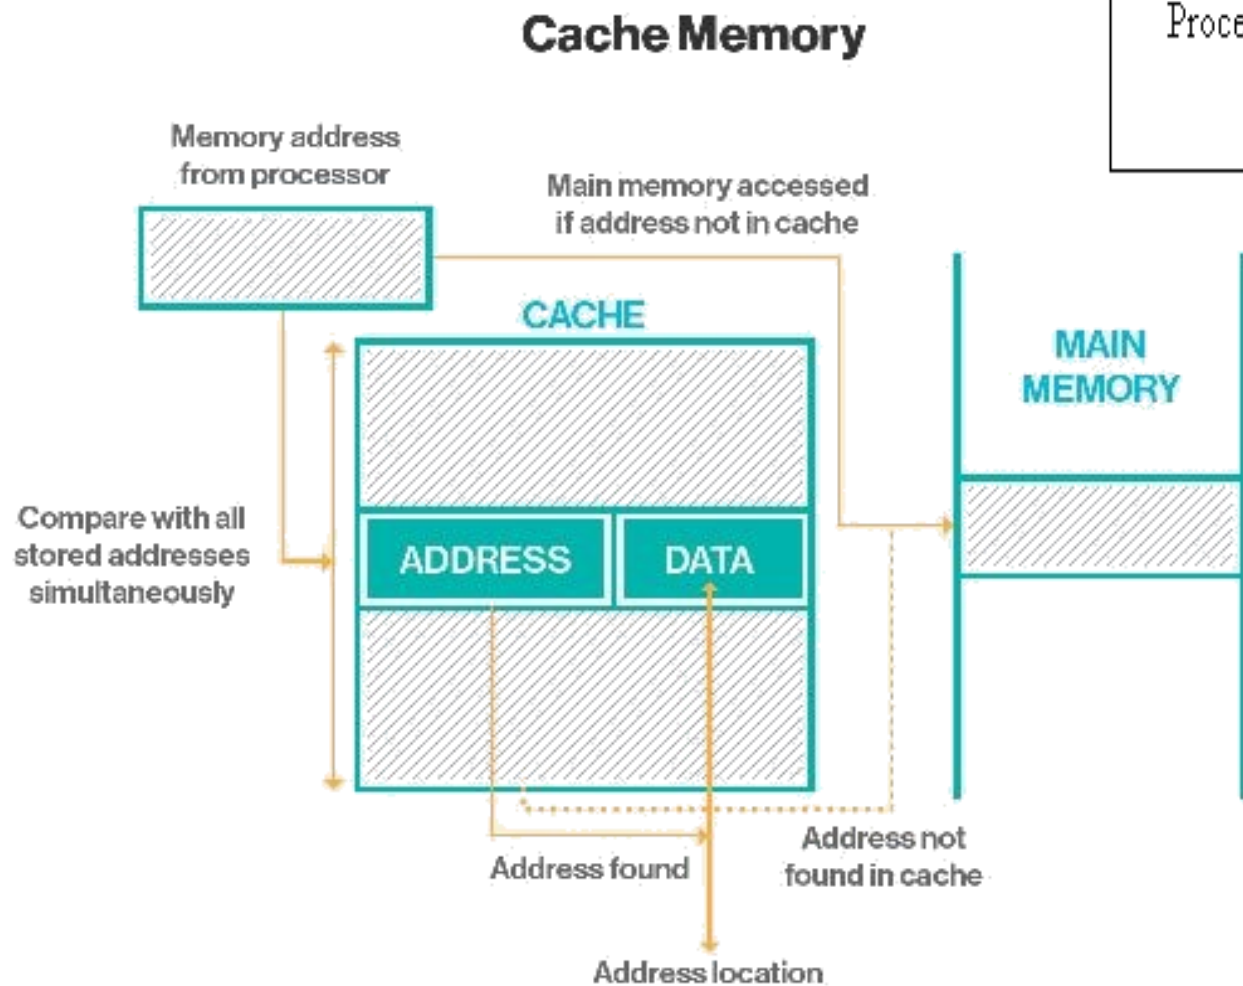 Cache Memory
Proce
Memory address
from processor
Main memory accessed
if address not in cache
CACHE
MAIN
MEMORY
Compare with all
stored addresses
simultaneously
ADDRESS
DATA
Address found
Address not
found in cache
Address location